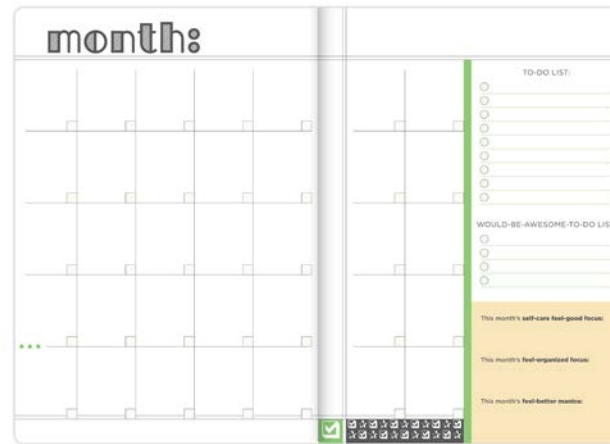 month:
TO-DO LIST:
WOULD-BE-AWESOME-TO-DO LIS
This month's self-care feel-good focus:
This month's feel-organized focus:
This month's feel-better mantra: